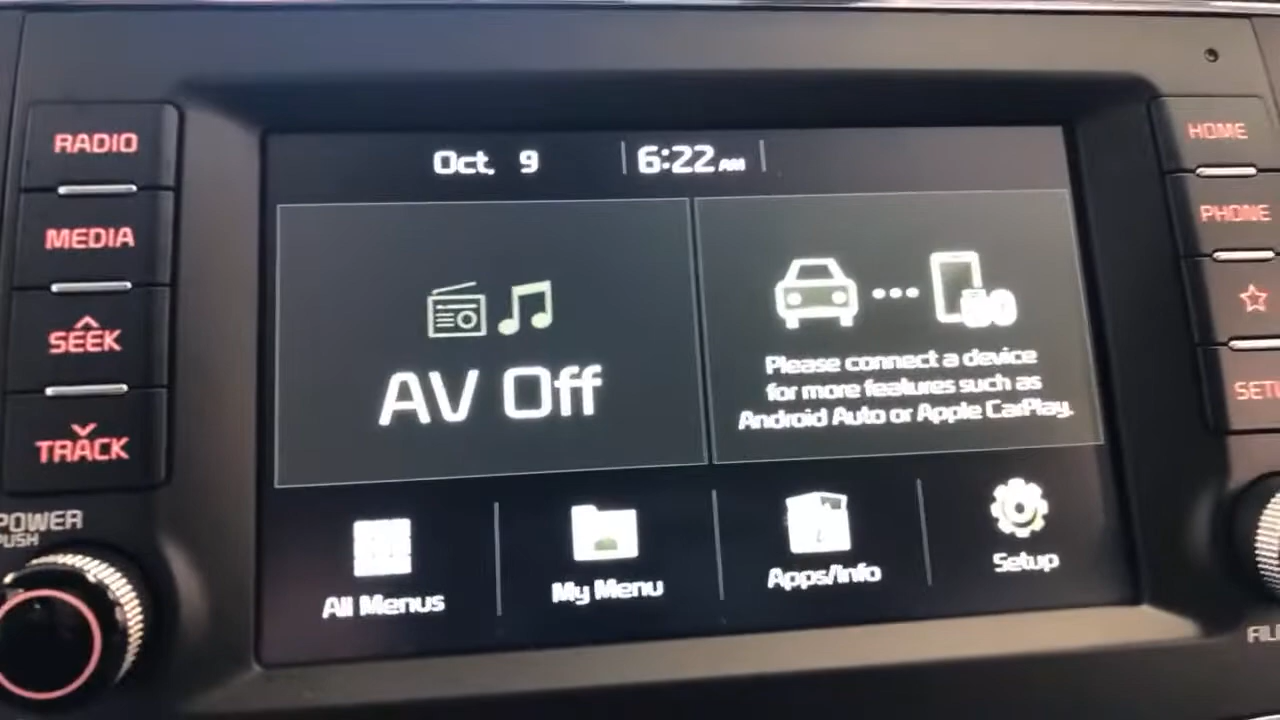 RADIO
MEDIA
SEEK
TRACK
POWER
PUSH
Oct. 9
6:22 AM
AV Off
Please connect a device
for more features such as
Android Auto or Apple CarPlay.
All Menus
My Menu
Apps/Info
Setup
HOME
PHONE